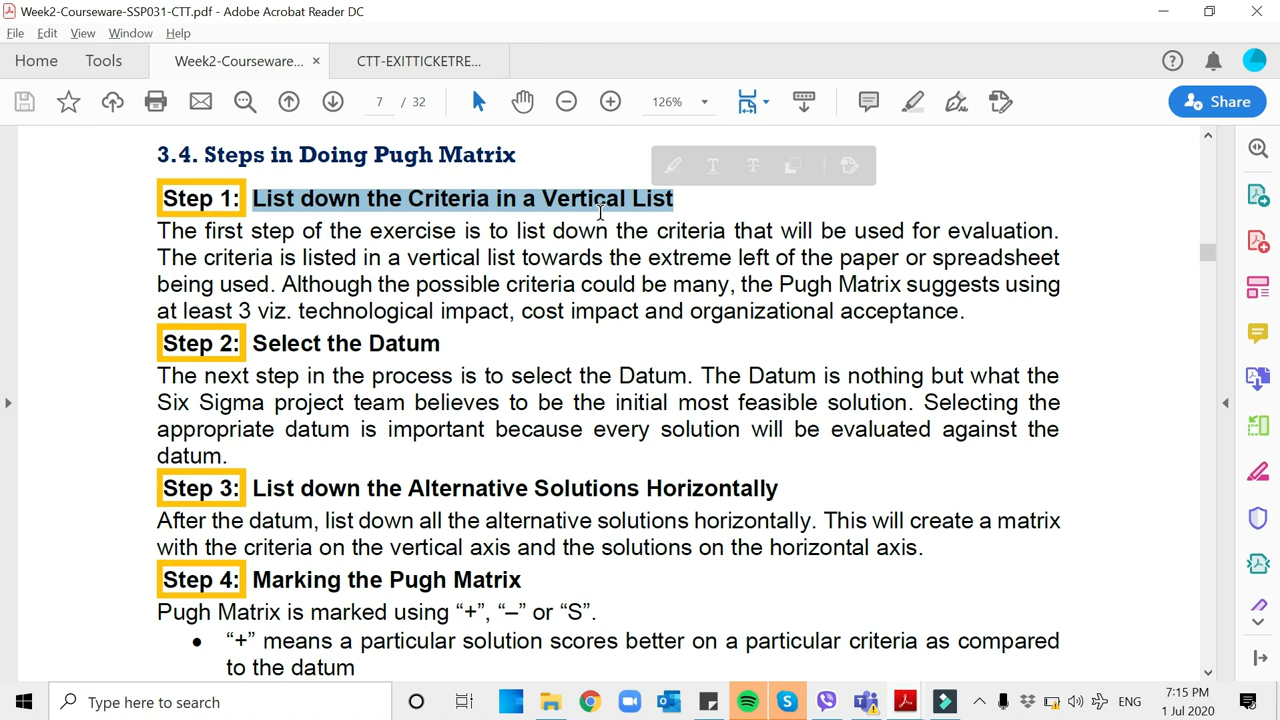 Week2-Courseware-SSP031-CTT.pdf - Adobe Acrobat Reader DC
File Edit View Window Help
Home Tools Week2-Courseware... × CTT-EXITTICKETRE...
7 / 32 126% Share
3.4. Steps in Doing Pugh Matrix
Step 1: List down the Criteria in a Vertical List
The first step of the exercise is to list down the criteria that will be used for evaluation.
The criteria is listed in a vertical list towards the extreme left of the paper or spreadsheet
being used. Although the possible criteria could be many, the Pugh Matrix suggests using
at least 3 viz. technological impact, cost impact and organizational acceptance.
Step 2: Select the Datum
The next step in the process is to select the Datum. The Datum is nothing but what the
Six Sigma project team believes to be the initial most feasible solution. Selecting the
appropriate datum is important because every solution will be evaluated against the
datum.
Step 3: List down the Alternative Solutions Horizontally
After the datum, list down all the alternative solutions horizontally. This will create a matrix
with the criteria on the vertical axis and the solutions on the horizontal axis.
Step 4: Marking the Pugh Matrix
Pugh Matrix is marked using “+”, “–” or “S”.
• “+” means a particular solution scores better on a particular criteria as compared
to the datum
Type here to search
ENG
7:15 PM
1 Jul 2020